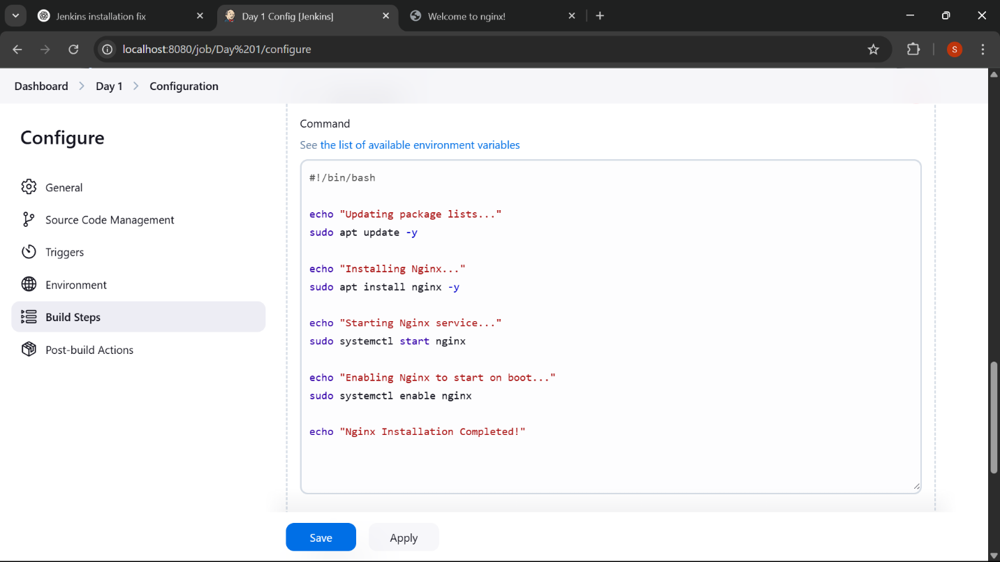 Jenkins installation fix
Day 1 Config [Jenkins]
Welcome to nginx!
localhost:8080/job/Day%201/configure
S
Dashboard > Day 1 > Configuration
Configure
General
Source Code Management
Triggers
Environment
Build Steps
Post-build Actions
Command
See the list of available environment variables
#!/bin/bash
echo "Updating package lists..."
sudo apt update -y
echo "Installing Nginx..."
sudo apt install nginx -y
echo "Starting Nginx service..."
sudo systemctl start nginx
echo "Enabling Nginx to start on boot..."
sudo systemctl enable nginx
echo "Nginx Installation Completed!"
Save
Apply